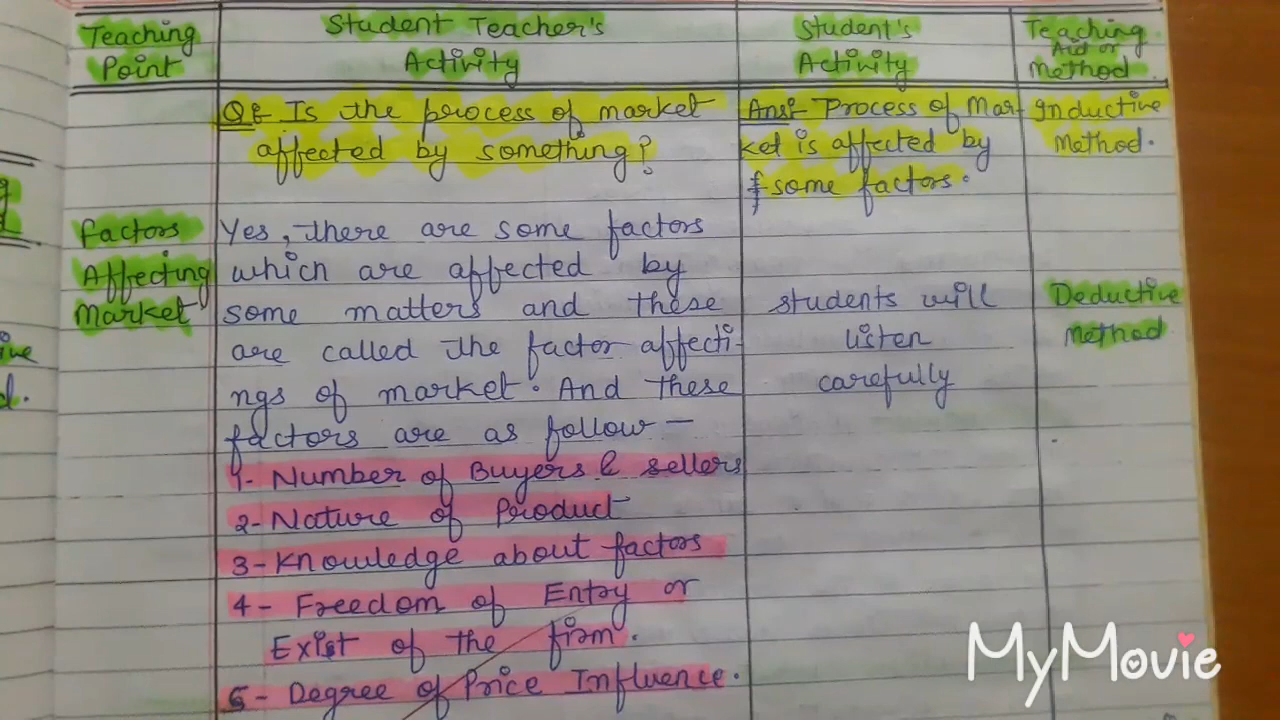 Teaching Point
Student Teacher's Activity
Student's Activity
Teaching Aid or Method
Q: Is the process of market
affected by something?
Ans: Process of Mar-
ket is affected by
some factors.
Inductive
Method.
Factors
Affecting
Market
Yes, there are some factors
which are affected by
some matters and these
are called the factor affecti-
ngs of market. And these
factors are as follow -
1- Number of Buyers & sellers
2- Nature of Product
3- Knowledge about factors
4- Freedom of Entry or
Exist of the firm.
5- Degree of Price Influence.
students will
listen
carefully
Deductive
Method
ive
d.
g
MyMovie